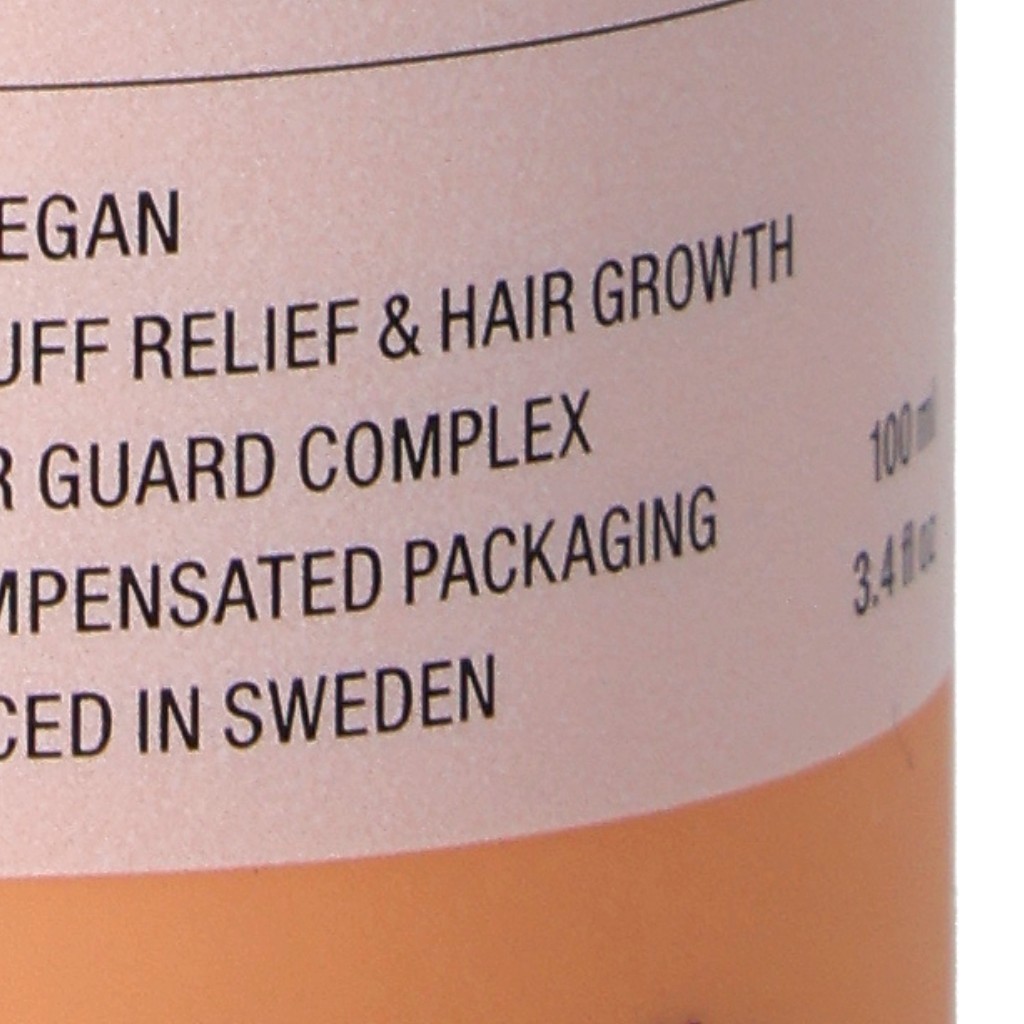 EGAN
UFF RELIEF & HAIR GROWTH
R GUARD COMPLEX
MPENSATED PACKAGING
CED IN SWEDEN
100 ml
3.4 fl oz